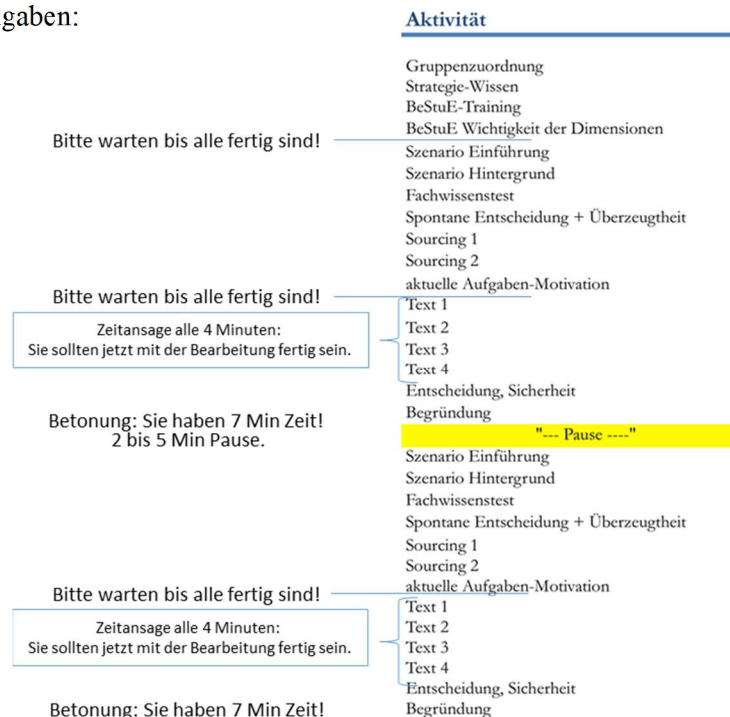 gaben:
Aktivität
Gruppenzuordnung
Strategie-Wissen
BeStuE-Training
BeStuE Wichtigkeit der Dimensionen
Bitte warten bis alle fertig sind!
Szenario Einführung
Szenario Hintergrund
Fachwissenstest
Spontane Entscheidung + Überzeugtheit
Sourcing 1
Sourcing 2
aktuelle Aufgaben-Motivation
Bitte warten bis alle fertig sind!
Text 1
Text 2
Text 3
Text 4
Zeitansage alle 4 Minuten:
Sie sollten jetzt mit der Bearbeitung fertig sein.
Entscheidung, Sicherheit
Begründung
Betonung: Sie haben 7 Min Zeit!
2 bis 5 Min Pause.
"--- Pause ----"
Szenario Einführung
Szenario Hintergrund
Fachwissenstest
Spontane Entscheidung + Überzeugtheit
Sourcing 1
Sourcing 2
aktuelle Aufgaben-Motivation
Bitte warten bis alle fertig sind!
Text 1
Text 2
Text 3
Text 4
Zeitansage alle 4 Minuten:
Sie sollten jetzt mit der Bearbeitung fertig sein.
Entscheidung, Sicherheit
Begründung
Betonung: Sie haben 7 Min Zeit!